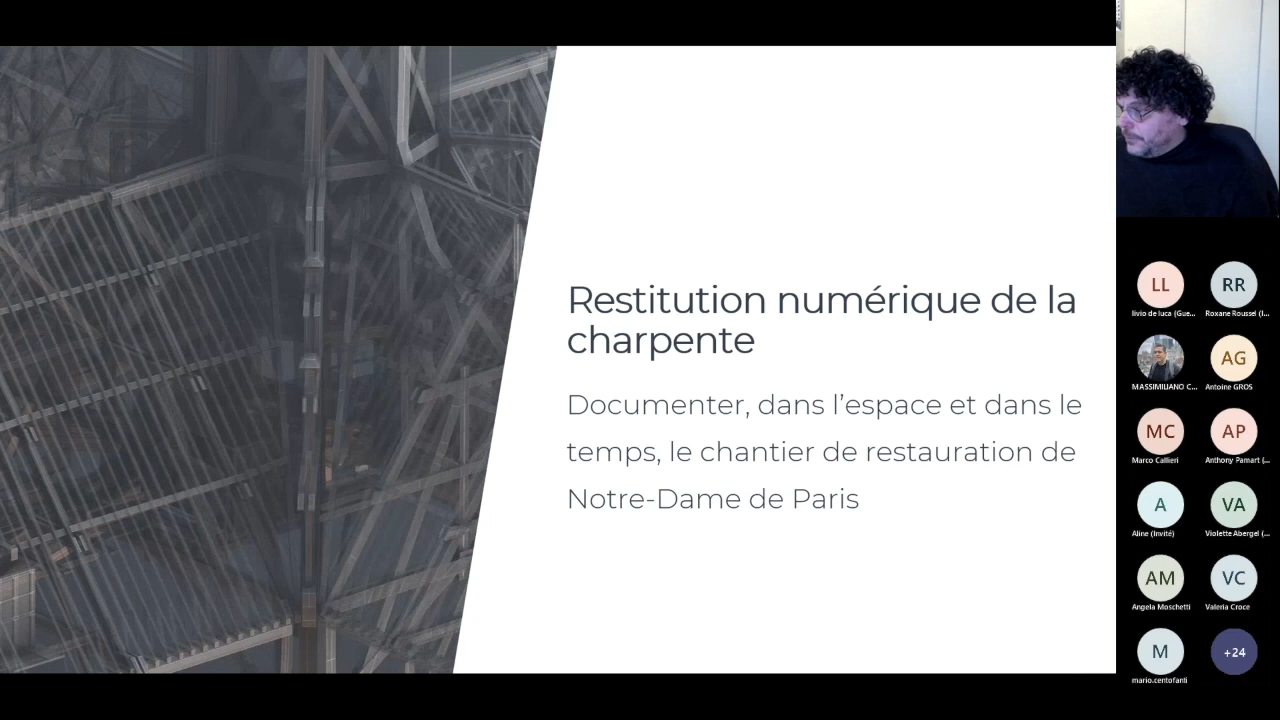 Restitution numérique de la
charpente
Documenter, dans l’espace et dans le
temps, le chantier de restauration de
Notre-Dame de Paris
LL
RR
livio de luca (Gue...
Roxane Roussel (I...
MASSIMILIANO C...
AG
Antoine GROS
MC
AP
Marco Callieri
Anthony Pamart (...
A
VA
Aline (Invité)
Violette Abergel (...
AM
VC
Angela Moschetti
Valeria Croce
M
+24
mario.centofanti